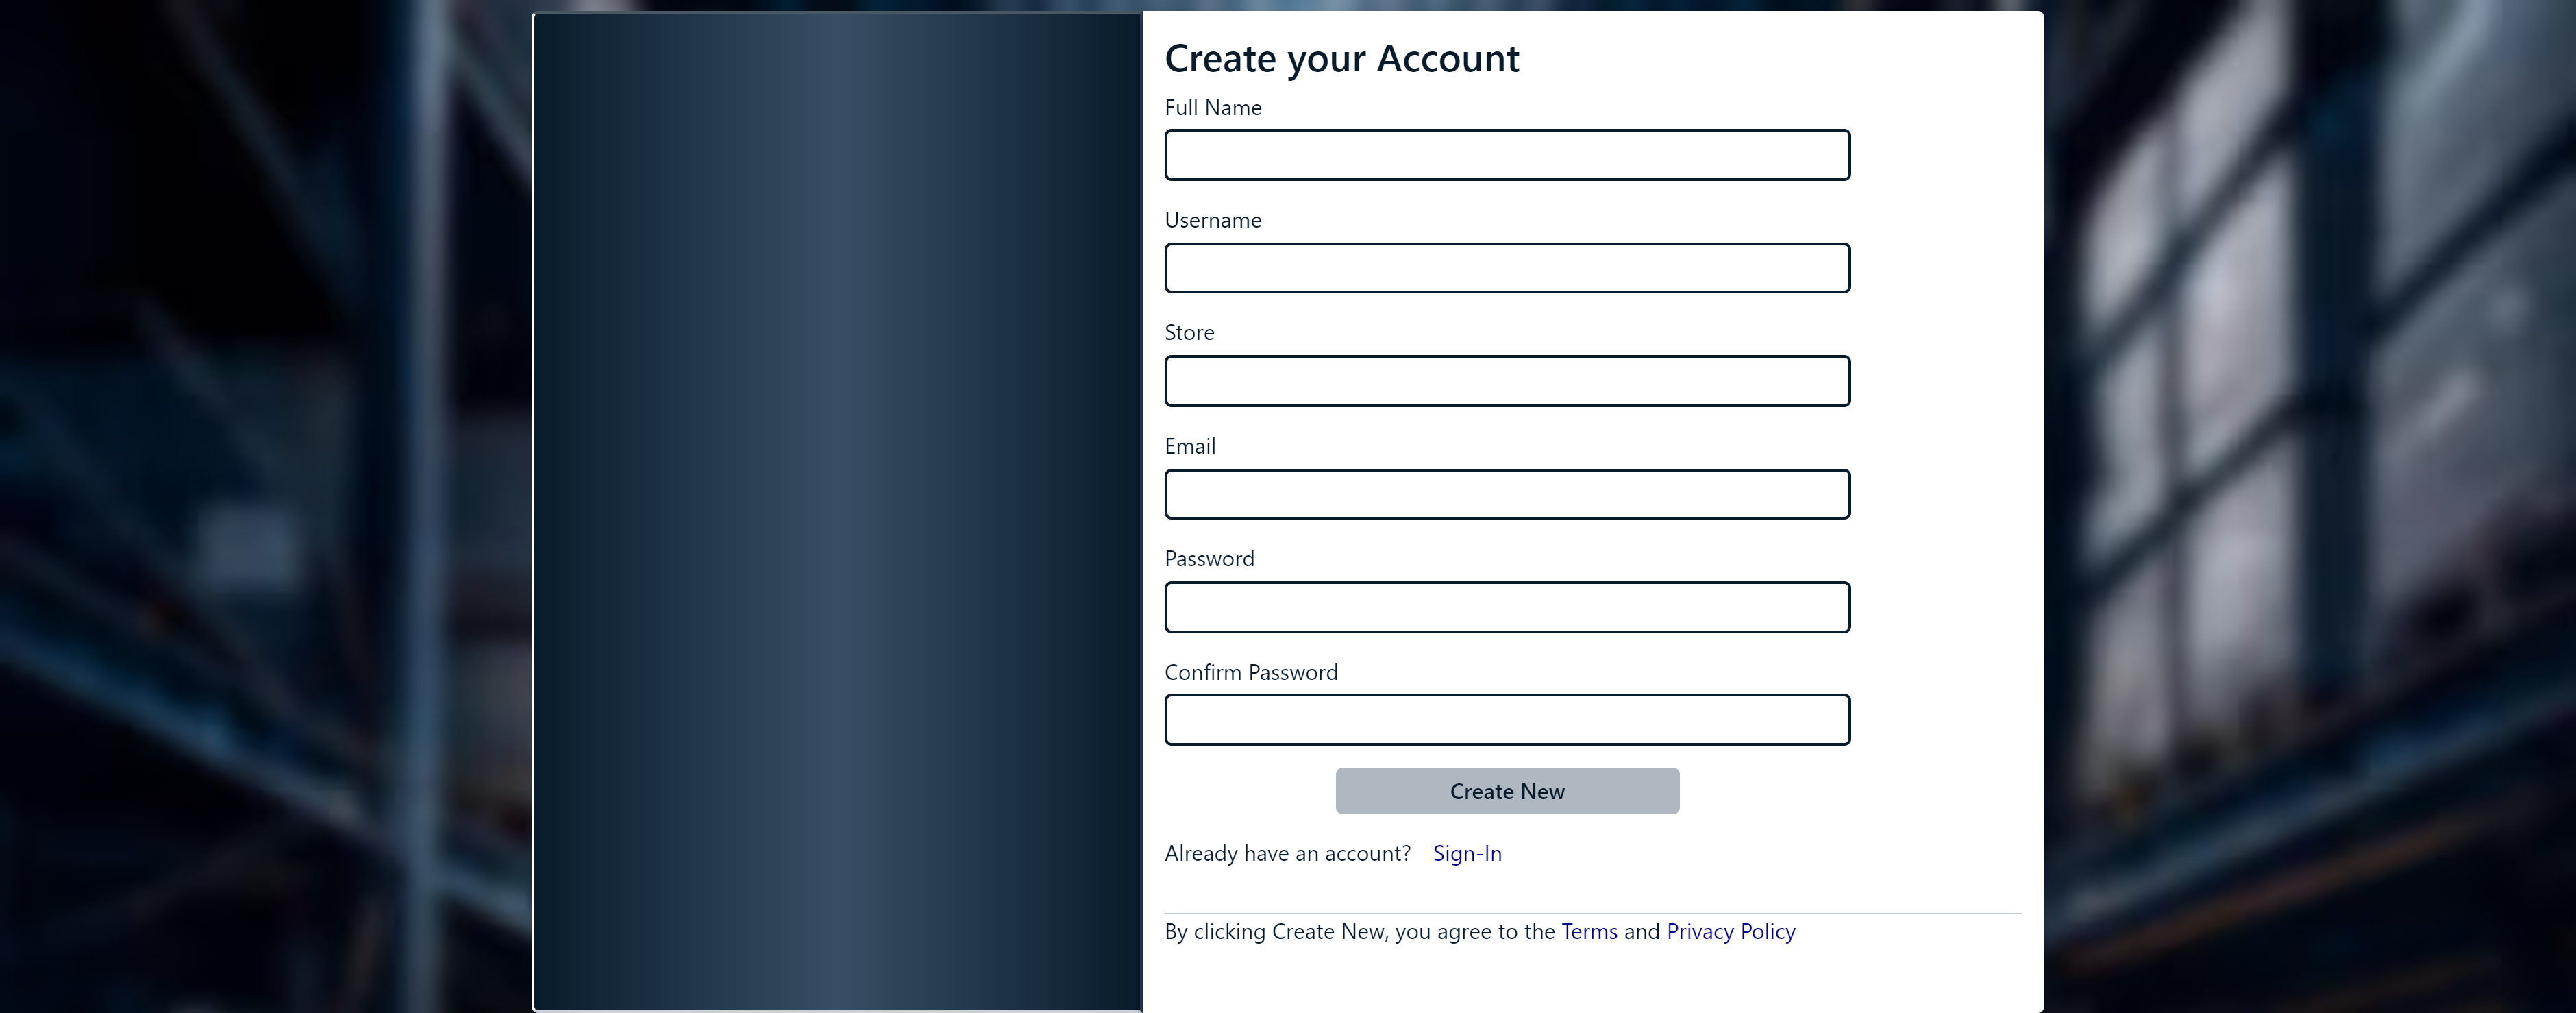 Create your Account
Full Name
Username
Store
Email
Password
Confirm Password
Create New
Already have an account? Sign-In
By clicking Create New, you agree to the Terms and Privacy Policy